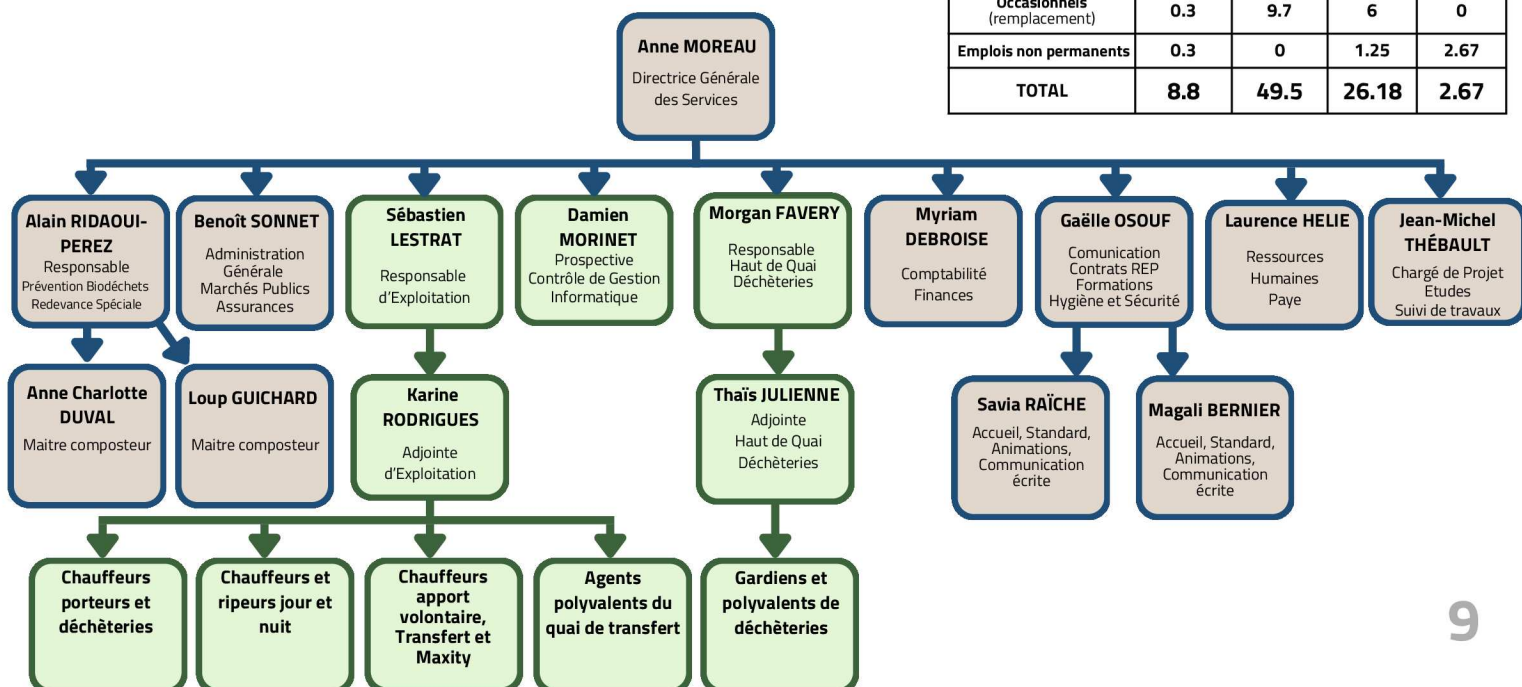 Occasionnels
(remplacement) 0.3 9.7 6 0
Emplois non permanents 0.3 0 1.25 2.67
TOTAL 8.8 49.5 26.18 2.67
Anne MOREAU
Directrice Générale
des Services
Alain RIDAOUI-
PEREZ
Responsable
Prévention Biodéchets
Redevance Spéciale
Benoît SONNET
Administration
Générale
Marchés Publics
Assurances
Sébastien
LESTRAT
Responsable
d'Exploitation
Damien
MORINET
Prospective
Contrôle de Gestion
Informatique
Morgan FAVERY
Responsable
Haut de Quai
Déchèteries
Myriam
DEBROISE
Comptabilité
Finances
Gaëlle OSOUF
Comunication
Contrats REP
Formations
Hygiène et Sécurité
Laurence HELIE
Ressources
Humaines
Paye
Jean-Michel
THÉBAULT
Chargé de Projet
Etudes
Suivi de travaux
Anne Charlotte
DUVAL
Maitre composteur
Loup GUICHARD
Maitre composteur
Karine
RODRIGUES
Adjointe
d'Exploitation
Thaïs JULIENNE
Adjointe
Haut de Quai
Déchèteries
Savia RAÏCHE
Accueil, Standard,
Animations,
Communication
écrite
Magali BERNIER
Accueil, Standard,
Animations,
Communication
écrite
Chauffeurs
porteurs et
déchèteries
Chauffeurs et
ripeurs jour et
nuit
Chauffeurs
apport
volontaire,
Transfert et
Maxity
Agents
polyvalents du
quai de transfert
Gardiens et
polyvalents de
déchèteries
9